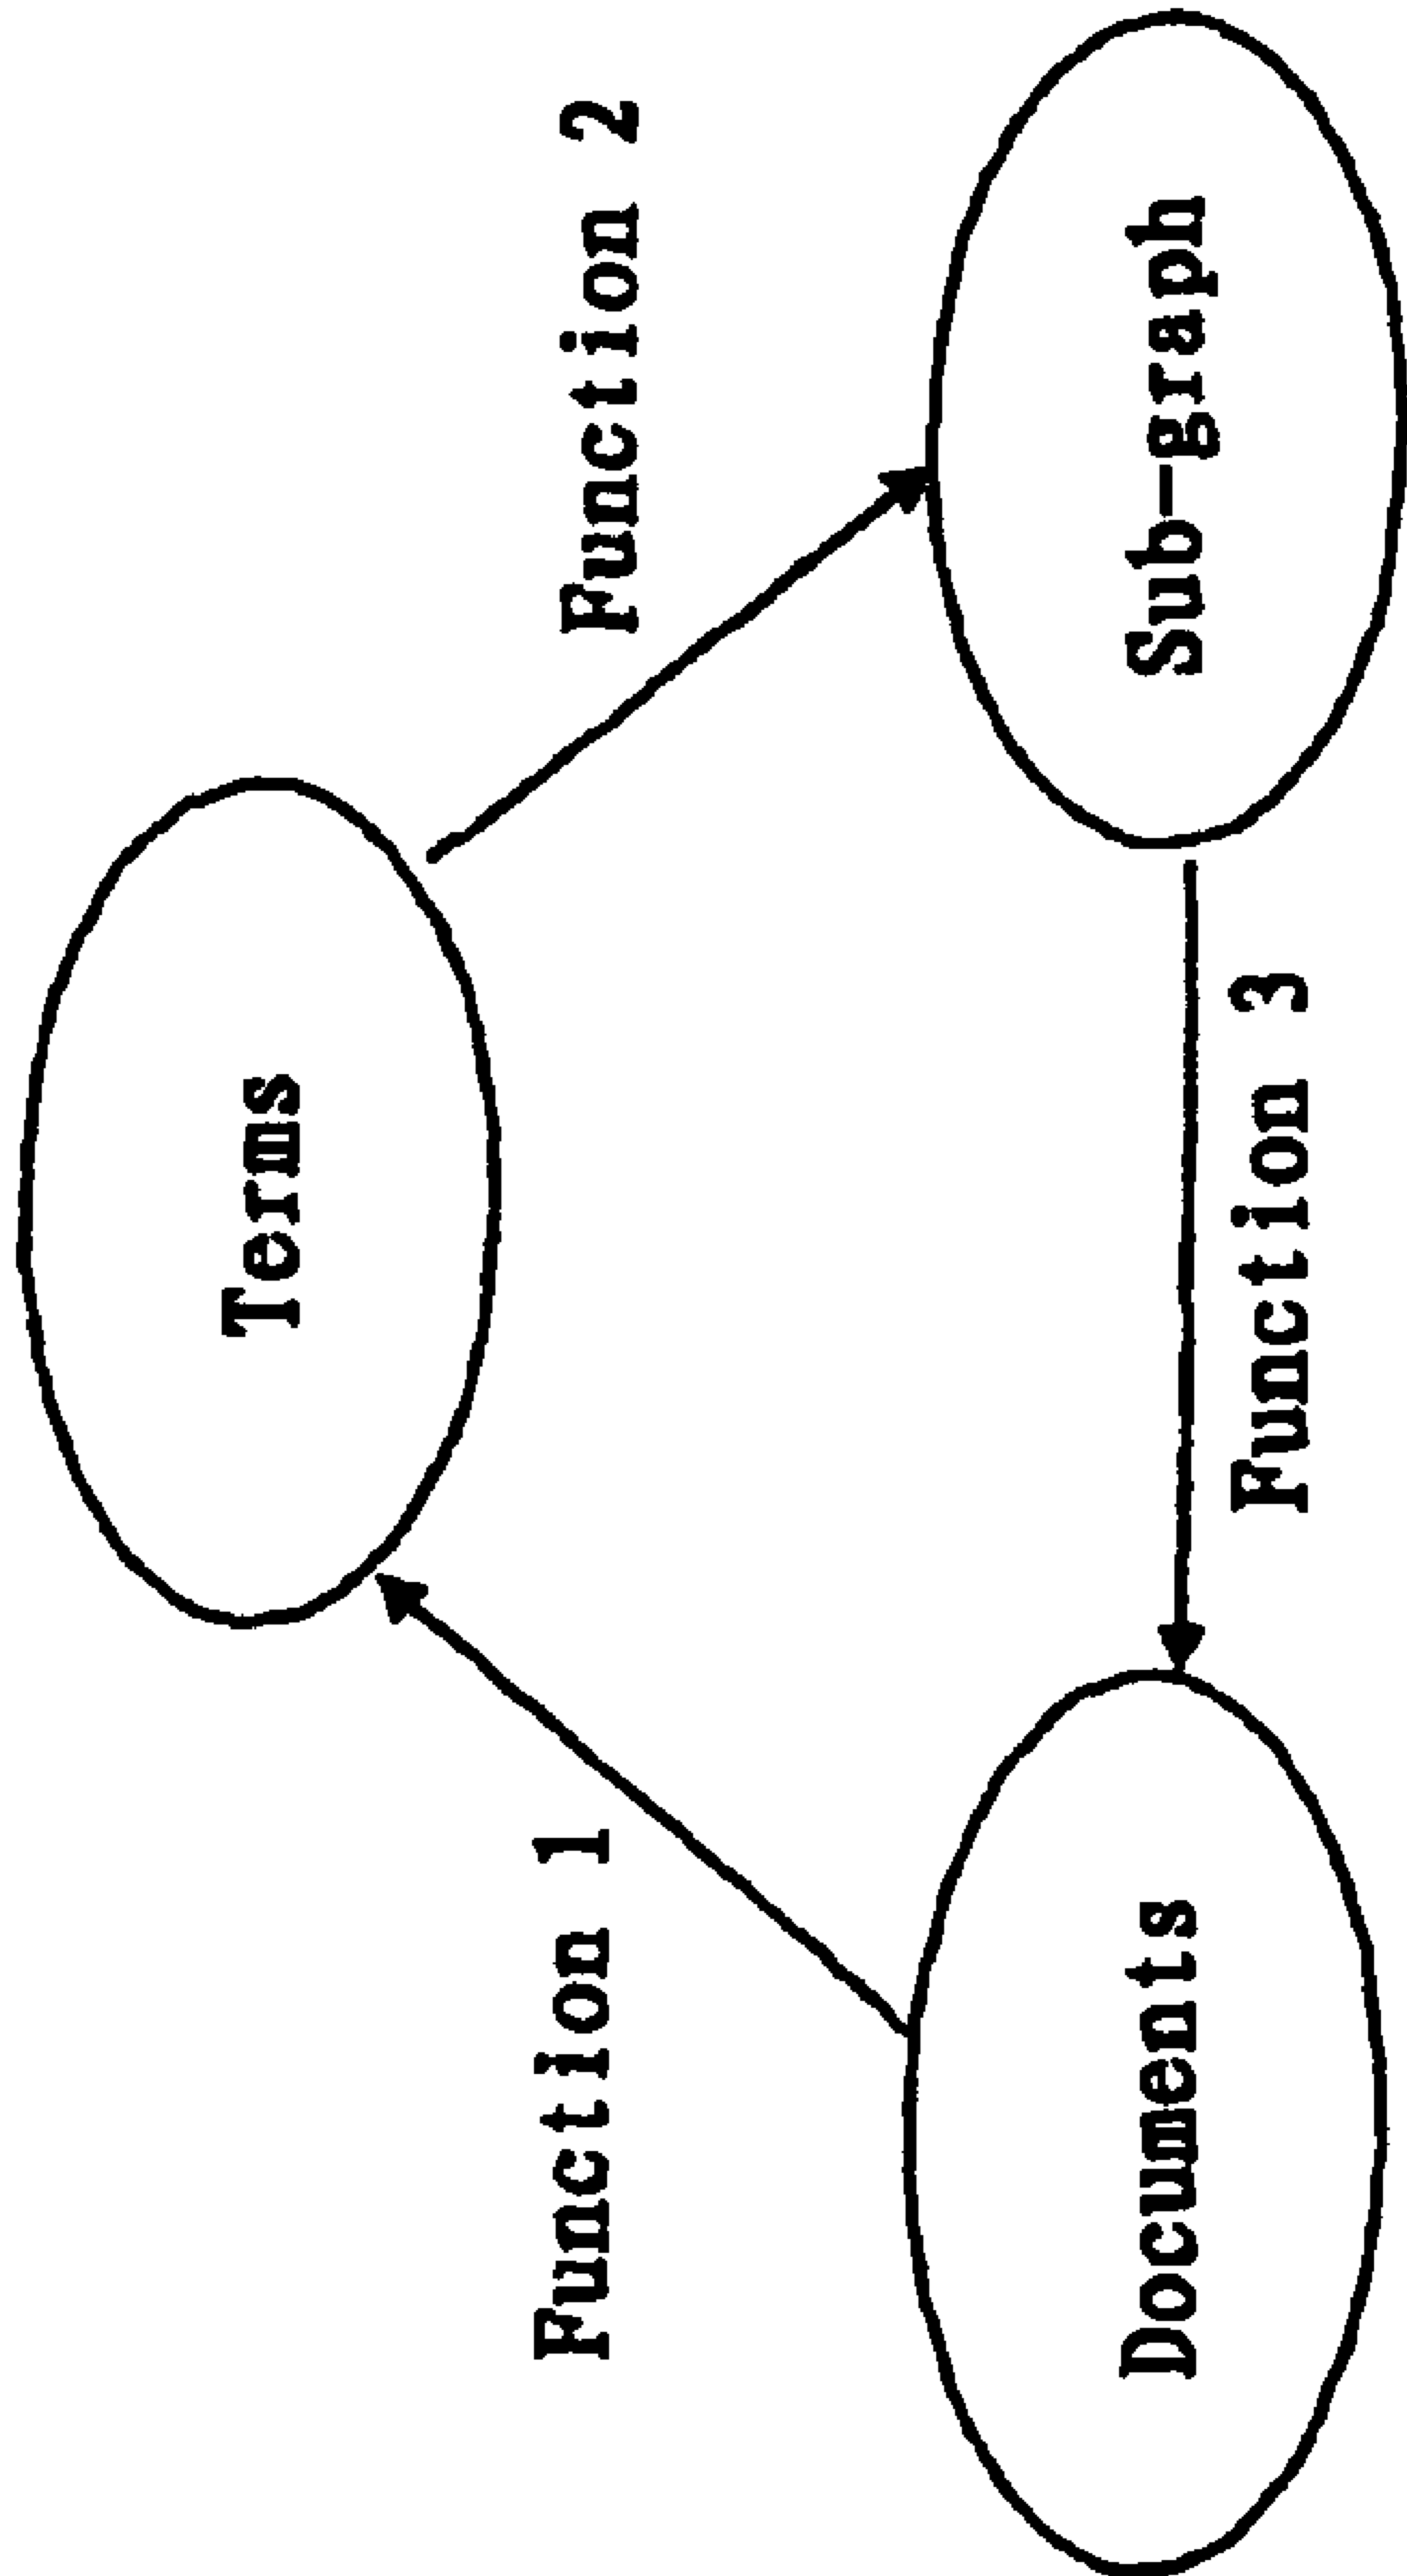 Terms
Function 1
Function 2
Documents
Sub-graph
Function 3